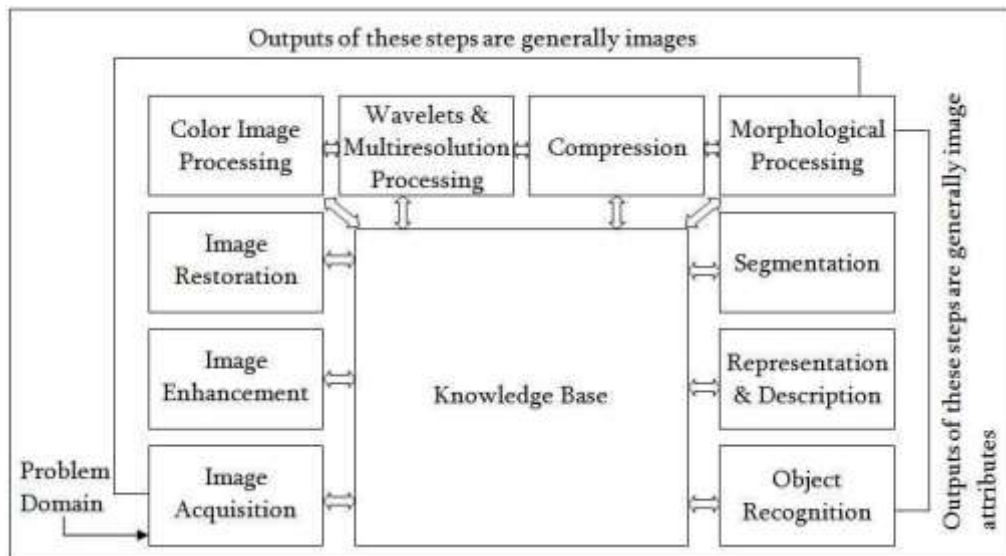 Outputs of these steps are generally images
Color Image
Processing
Wavelets &
Multiresolution
Processing
Compression
Morphological
Processing
Image
Restoration
Segmentation
Image
Enhancement
Knowledge Base
Representation
& Description
Problem
Domain
Image
Acquisition
Object
Recognition
Outputs of these steps are generally image
attributes